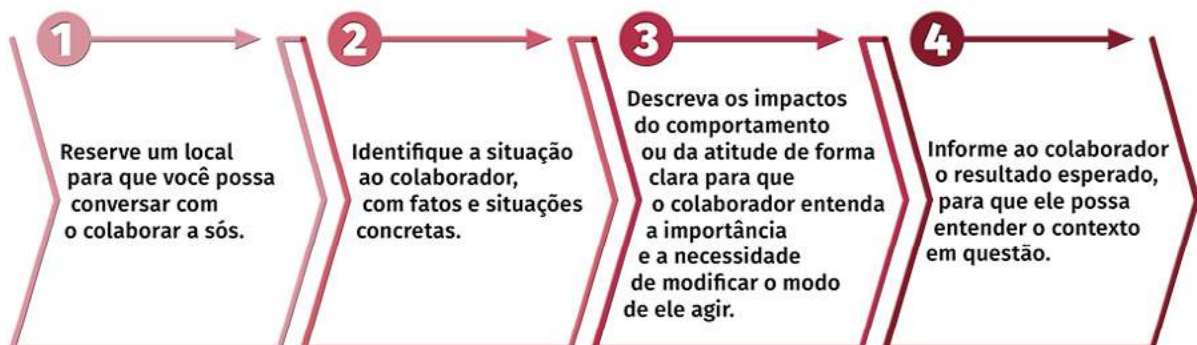 1
Reserve um local
para que você possa
conversar com
o colaborar a sós.
2
Identifique a situação
ao colaborador,
com fatos e situações
concretas.
3
Descreva os impactos
do comportamento
ou da atitude de forma
clara para que
o colaborador entenda
a importância
e a necessidade
de modificar o modo
de ele agir.
4
Informe ao colaborador
o resultado esperado,
para que ele possa
entender o contexto
em questão.